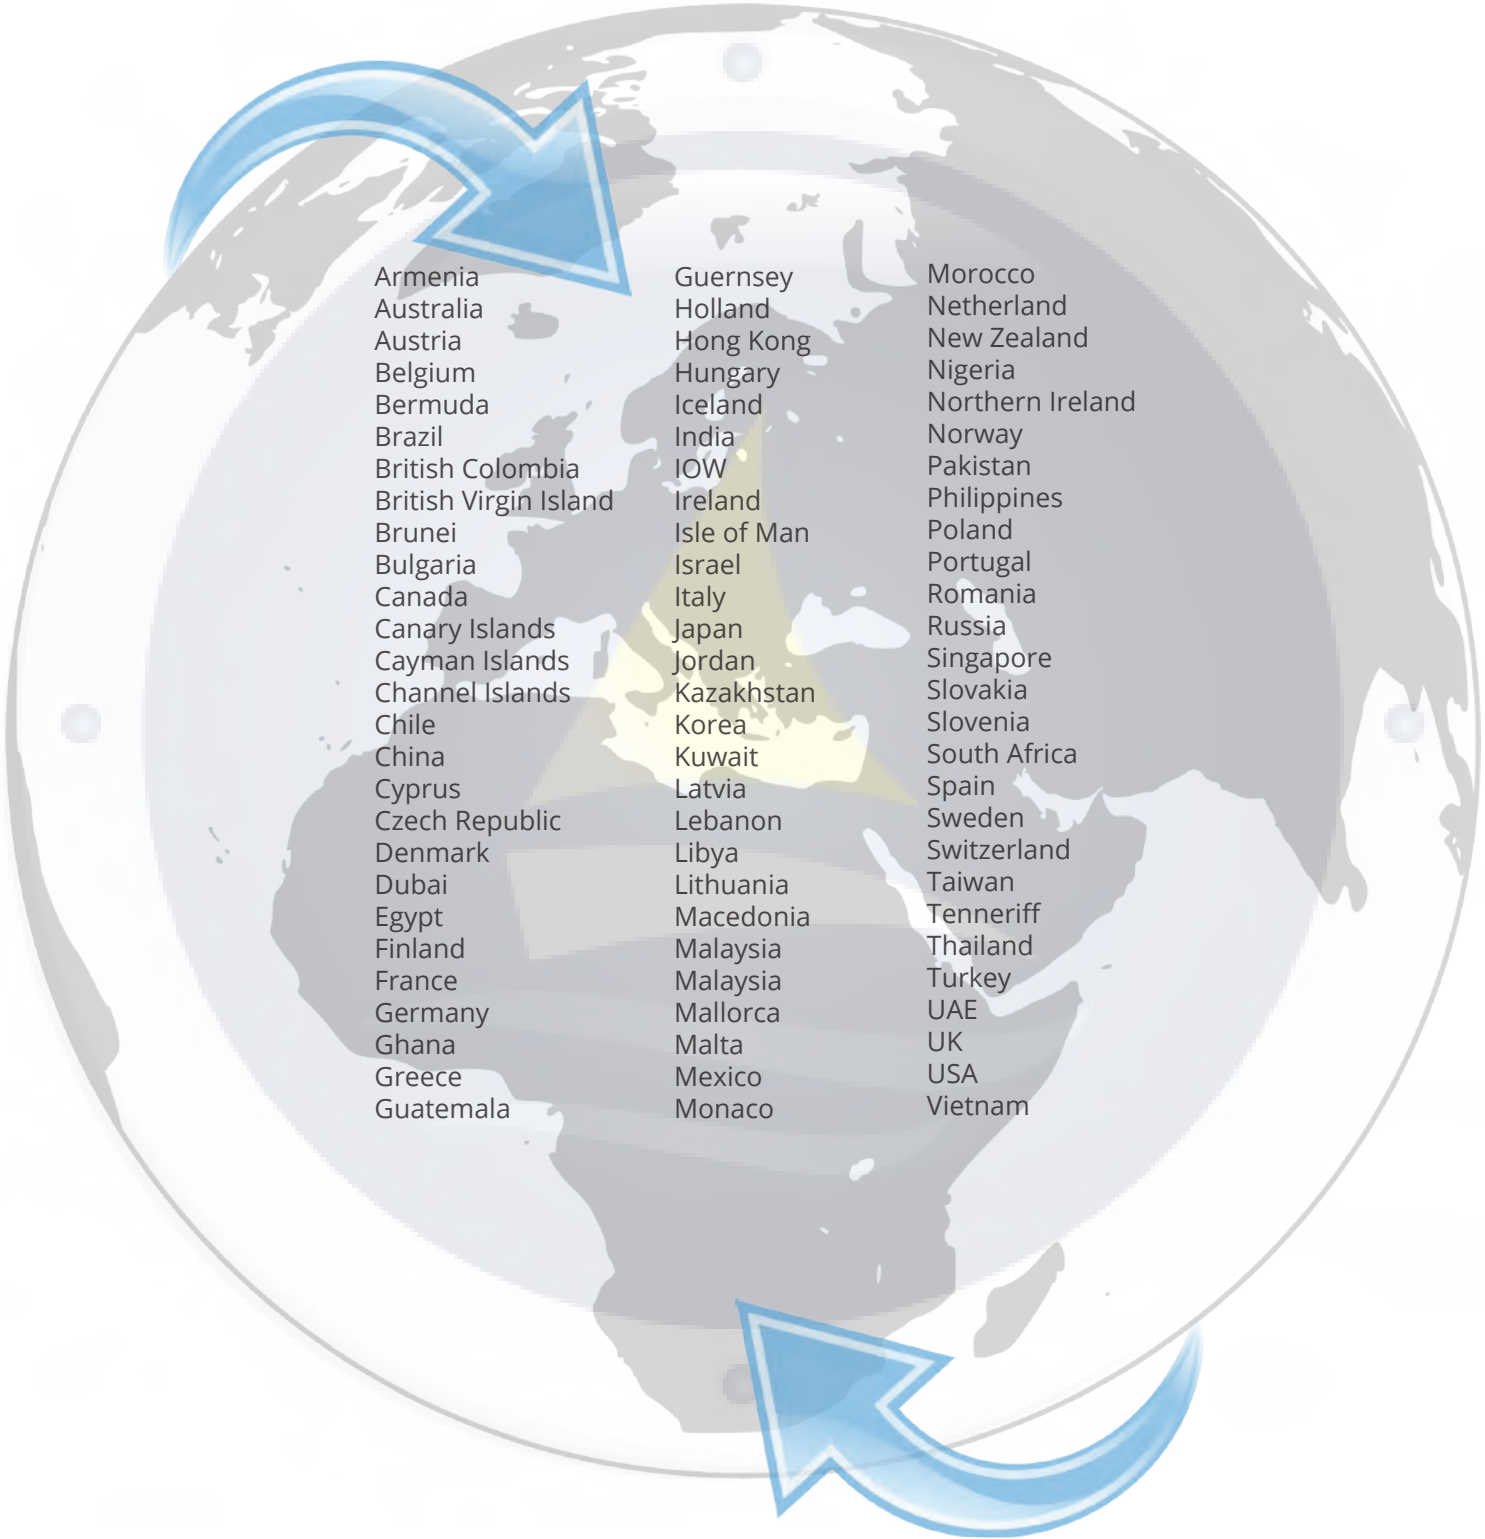 Armenia
Australia
Austria
Belgium
Bermuda
Brazil
British Colombia
British Virgin Island
Brunei
Bulgaria
Canada
Canary Islands
Cayman Islands
Channel Islands
Chile
China
Cyprus
Czech Republic
Denmark
Dubai
Egypt
Finland
France
Germany
Ghana
Greece
Guatemala
Guernsey
Holland
Hong Kong
Hungary
Iceland
India
IOW
Ireland
Isle of Man
Israel
Italy
Japan
Jordan
Kazakhstan
Korea
Kuwait
Latvia
Lebanon
Libya
Lithuania
Macedonia
Malaysia
Malaysia
Mallorca
Malta
Mexico
Monaco
Morocco
Netherland
New Zealand
Nigeria
Northern Ireland
Norway
Pakistan
Philippines
Poland
Portugal
Romania
Russia
Singapore
Slovakia
Slovenia
South Africa
Spain
Sweden
Switzerland
Taiwan
Tenneriff
Thailand
Turkey
UAE
UK
USA
Vietnam